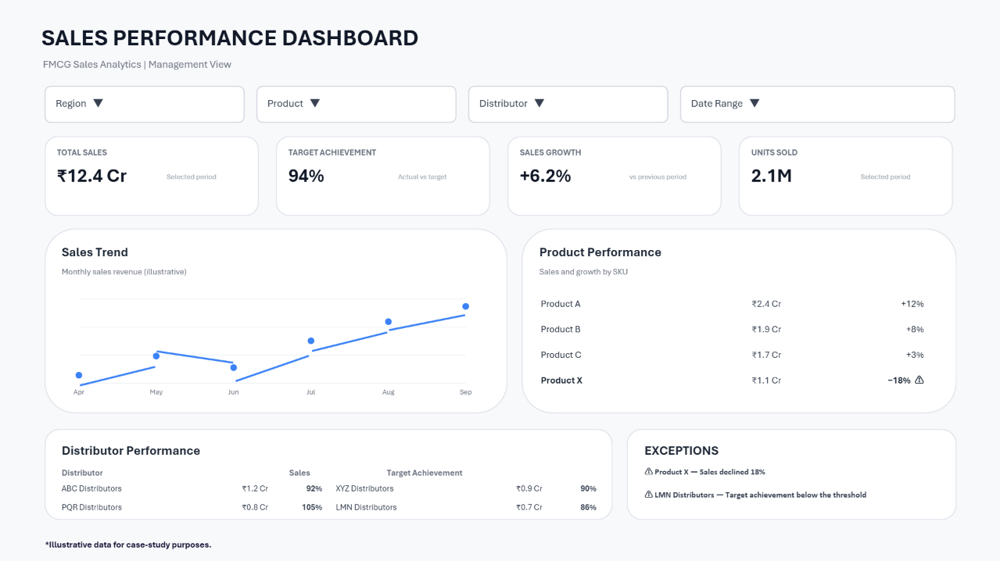 SALES PERFORMANCE DASHBOARD
FMCG Sales Analytics | Management View
Region ▼
Product ▼
Distributor ▼
Date Range ▼
TOTAL SALES
₹12.4 Cr
Selected period
TARGET ACHIEVEMENT
94%
Actual vs target
SALES GROWTH
+6.2%
vs previous period
UNITS SOLD
2.1M
Selected period
Sales Trend
Monthly sales revenue (illustrative)
Apr May Jun Jul Aug Sep
Product Performance
Sales and growth by SKU
Product A ₹2.4 Cr +12%
Product B ₹1.9 Cr +8%
Product C ₹1.7 Cr +3%
Product X ₹1.1 Cr −18% ⚠
Distributor Performance
Distributor Sales Target Achievement
ABC Distributors ₹1.2 Cr 92% XYZ Distributors ₹0.9 Cr 90%
PQR Distributors ₹0.8 Cr 105% LMN Distributors ₹0.7 Cr 86%
EXCEPTIONS
⚠ Product X — Sales declined 18%
⚠ LMN Distributors — Target achievement below the threshold
*Illustrative data for case-study purposes.